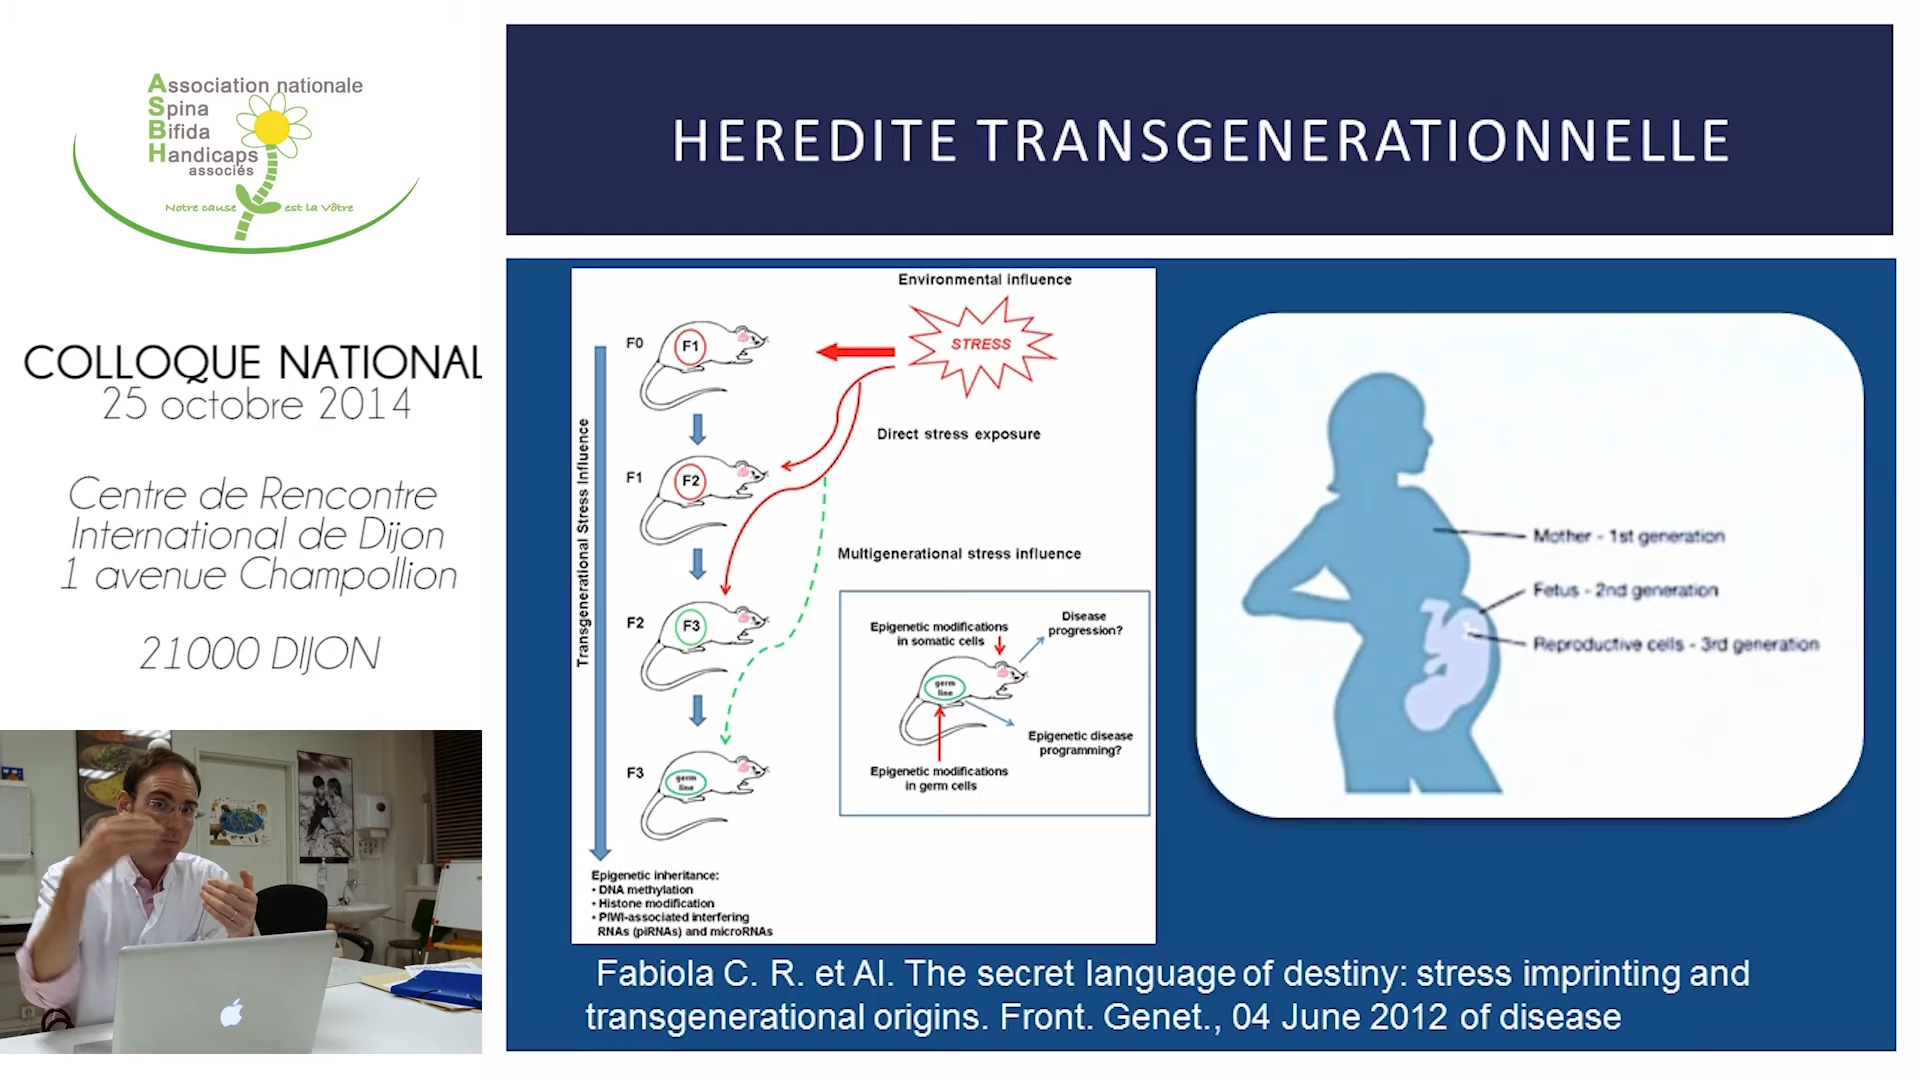 Association nationale
Spina
Bifida
Handicaps
associés
Notre cause est la Vôtre
COLLOQUE NATIONAL
25 octobre 2014
Centre de Rencontre
International de Dijon
1 avenue Champollion
21000 DIJON
HEREDITE TRANSGENERATIONNELLE
Environmental influence
STRESS
F0
F1
Direct stress exposure
F1
F2
Transgenerational Stress Influence
Multigenerational stress influence
F2
F3
F3
germ
line
Epigenetic modifications
in somatic cells
Disease
progression?
germ
line
Epigenetic disease
programming?
Epigenetic modifications
in germ cells
Epigenetic inheritance:
• DNA methylation
• Histone modification
• PIWI-associated interfering
RNAs (piRNAs) and microRNAs
Mother - 1st generation
Fetus - 2nd generation
Reproductive cells - 3rd generation
Fabiola C. R. et Al. The secret language of destiny: stress imprinting and
transgenerational origins. Front. Genet., 04 June 2012 of disease